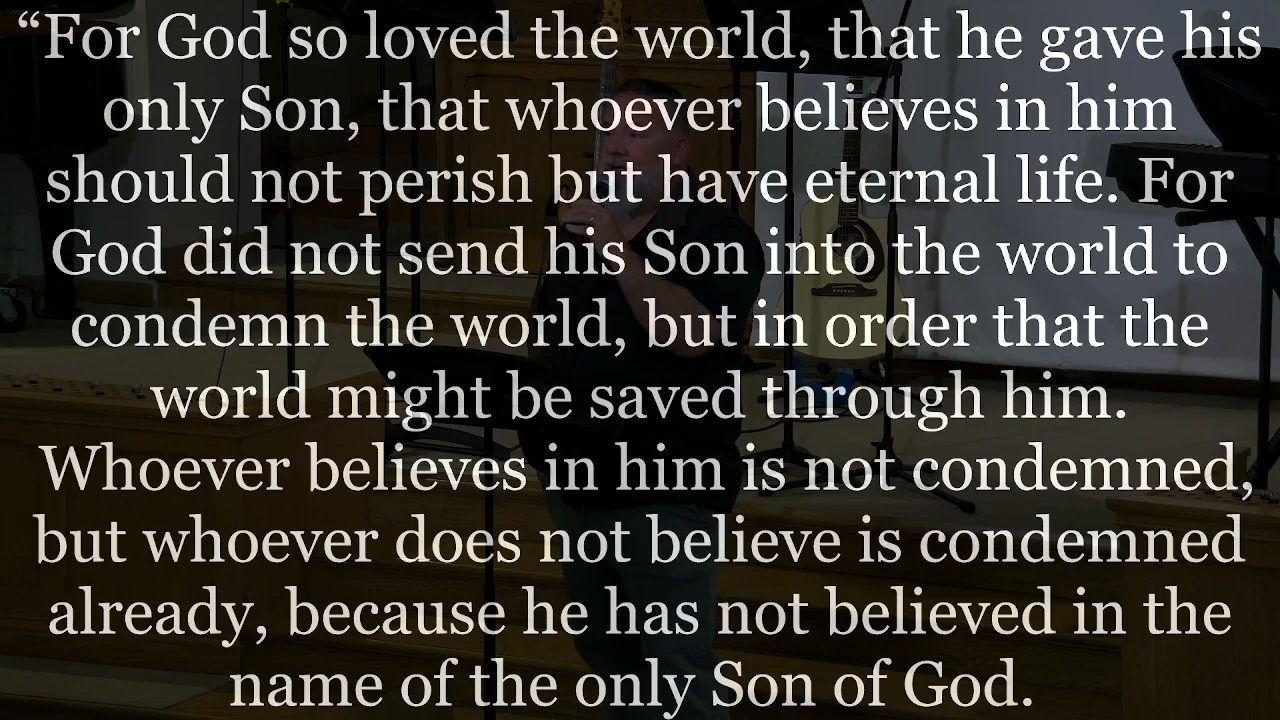 “For God so loved the world, that he gave his
only Son, that whoever believes in him
should not perish but have eternal life. For
God did not send his Son into the world to
condemn the world, but in order that the
world might be saved through him.
Whoever believes in him is not condemned,
but whoever does not believe is condemned
already, because he has not believed in the
name of the only Son of God.